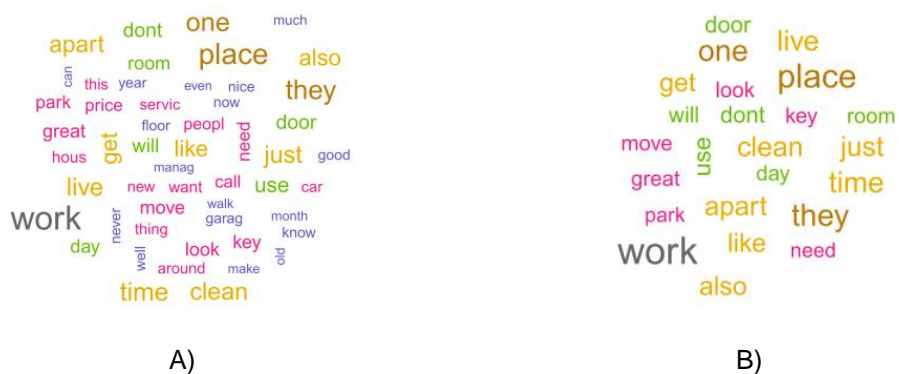 dont one much
apart place also
room
can this year even nice they
park price servic now
great floor peopl door
hous get will like need just good
manag
live new want call use car
work never move walk month
thing garag know
day well look key old
around make
time clean
A)
door
one live
get look place
will dont key room
move use clean just
great day time
park apart they
work like need
also
B)